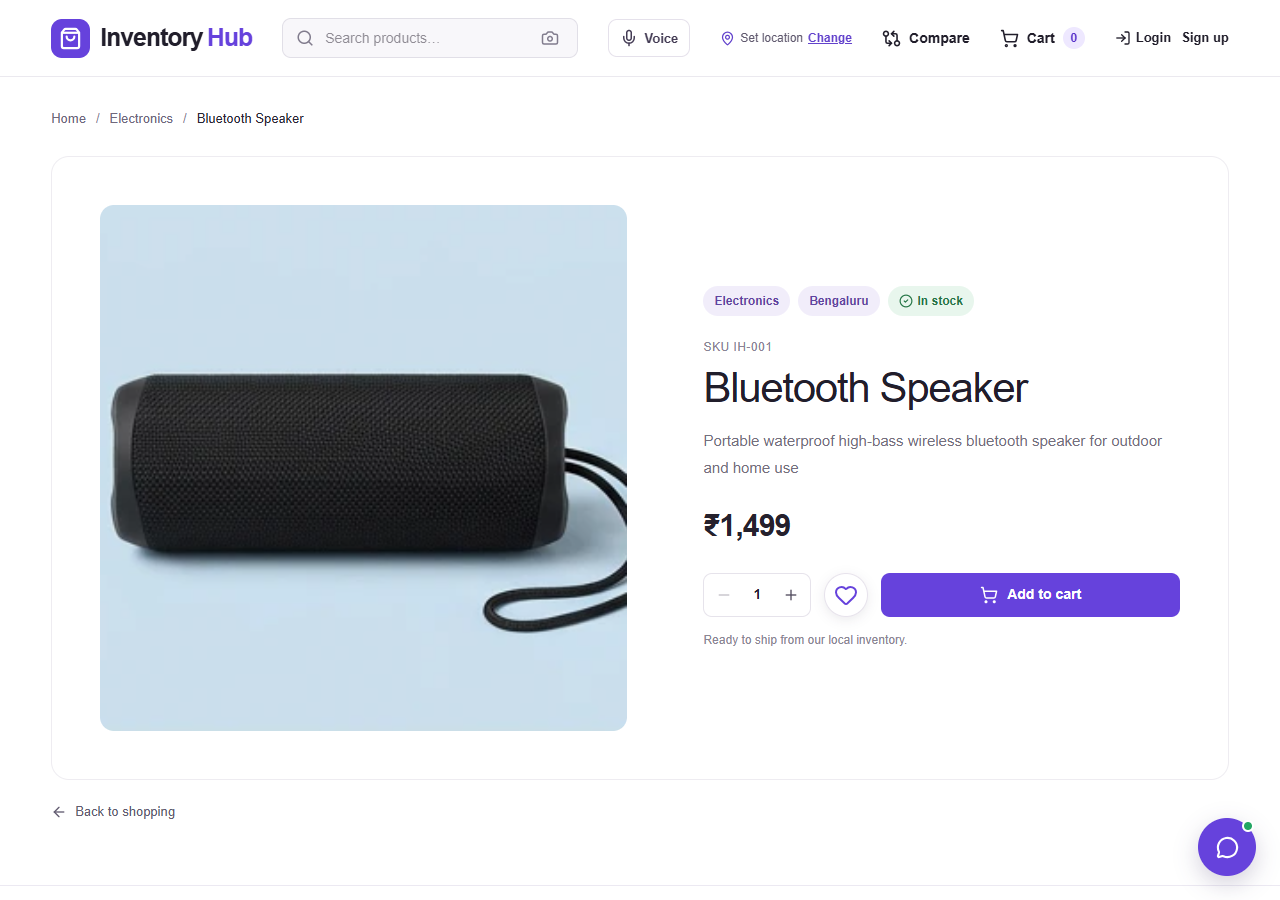 Inventory Hub
Search products...
Voice
Set location Change
Compare
Cart 0
Login
Sign up
Home / Electronics / Bluetooth Speaker
Electronics
Bengaluru
In stock
SKU IH-001
Bluetooth Speaker
Portable waterproof high-bass wireless bluetooth speaker for outdoor
and home use
₹1,499
− 1 +
Add to cart
Ready to ship from our local inventory.
Back to shopping